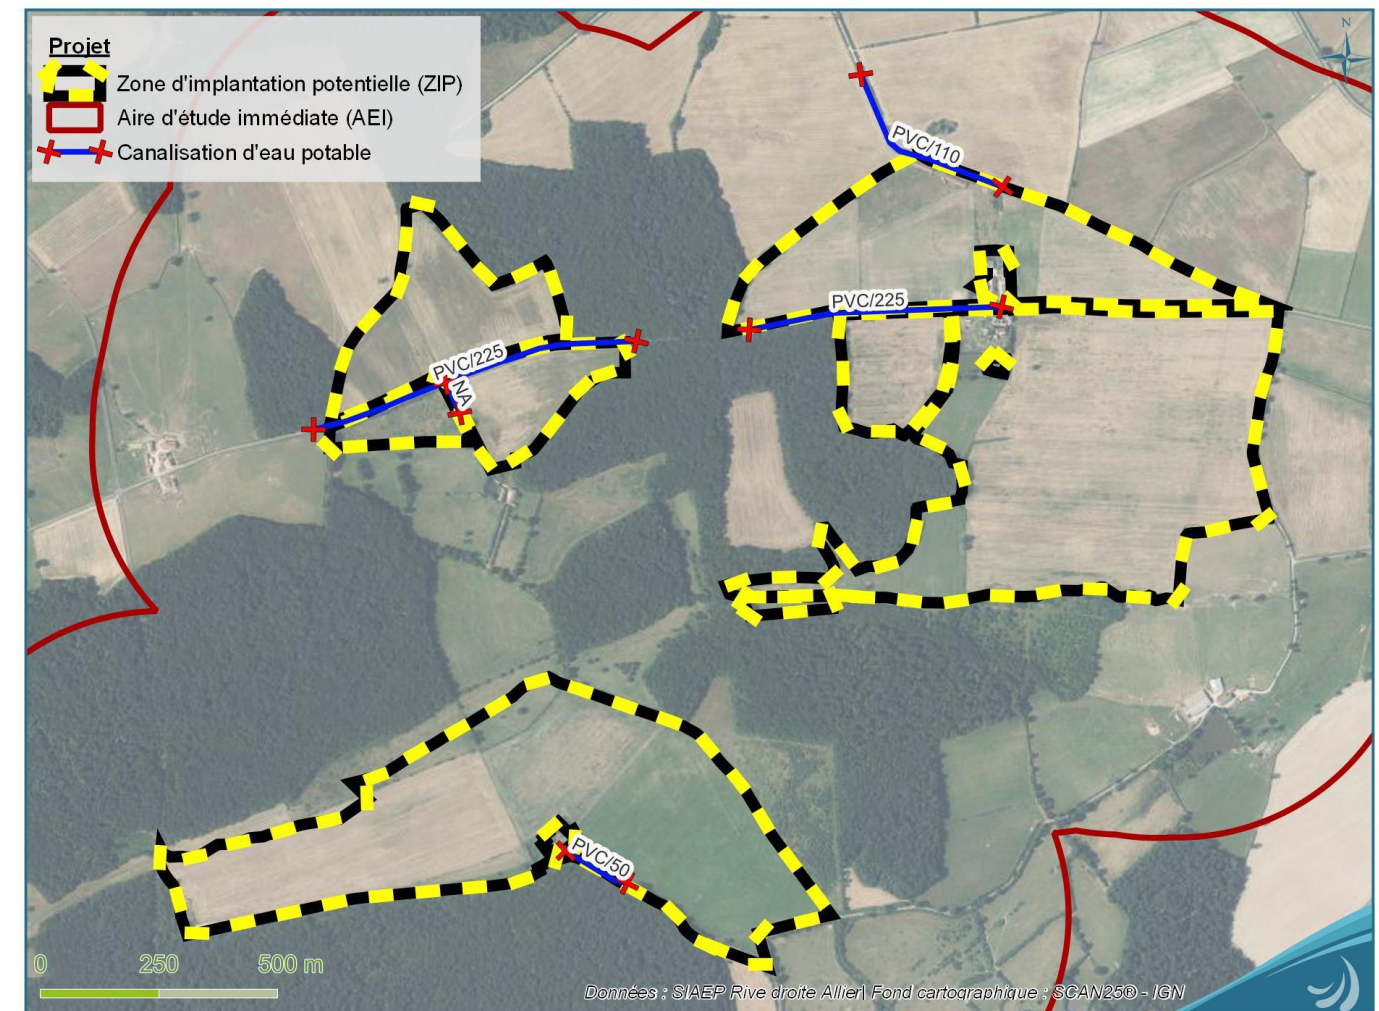 N
Projet
Zone d'implantation potentielle (ZIP)
Aire d'étude immédiate (AEI)
Canalisation d'eau potable
PVC/110
PVC/225
PVC/225
NA
PVC/50
0 250 500 m
Données : SIAEP Rive droite Allier| Fond cartographique : SCAN25® - IGN